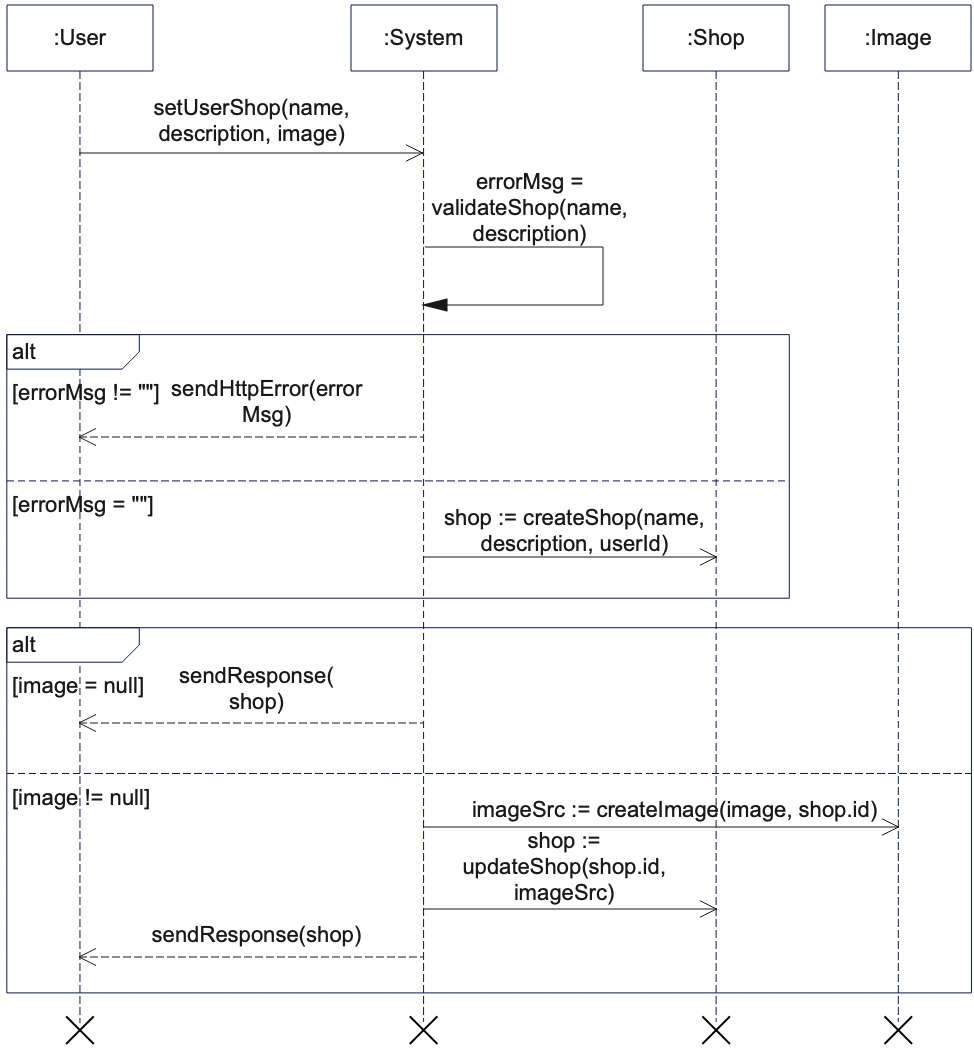 :User
:System
:Shop
:Image
setUserShop(name,
description, image)
errorMsg =
validateShop(name,
description)
alt
[errorMsg != ""]
sendHttpError(error
Msg)
[errorMsg = ""]
shop := createShop(name,
description, userId)
alt
[image = null]
sendResponse(
shop)
[image != null]
imageSrc := createImage(image, shop.id)
shop :=
updateShop(shop.id,
imageSrc)
sendResponse(shop)